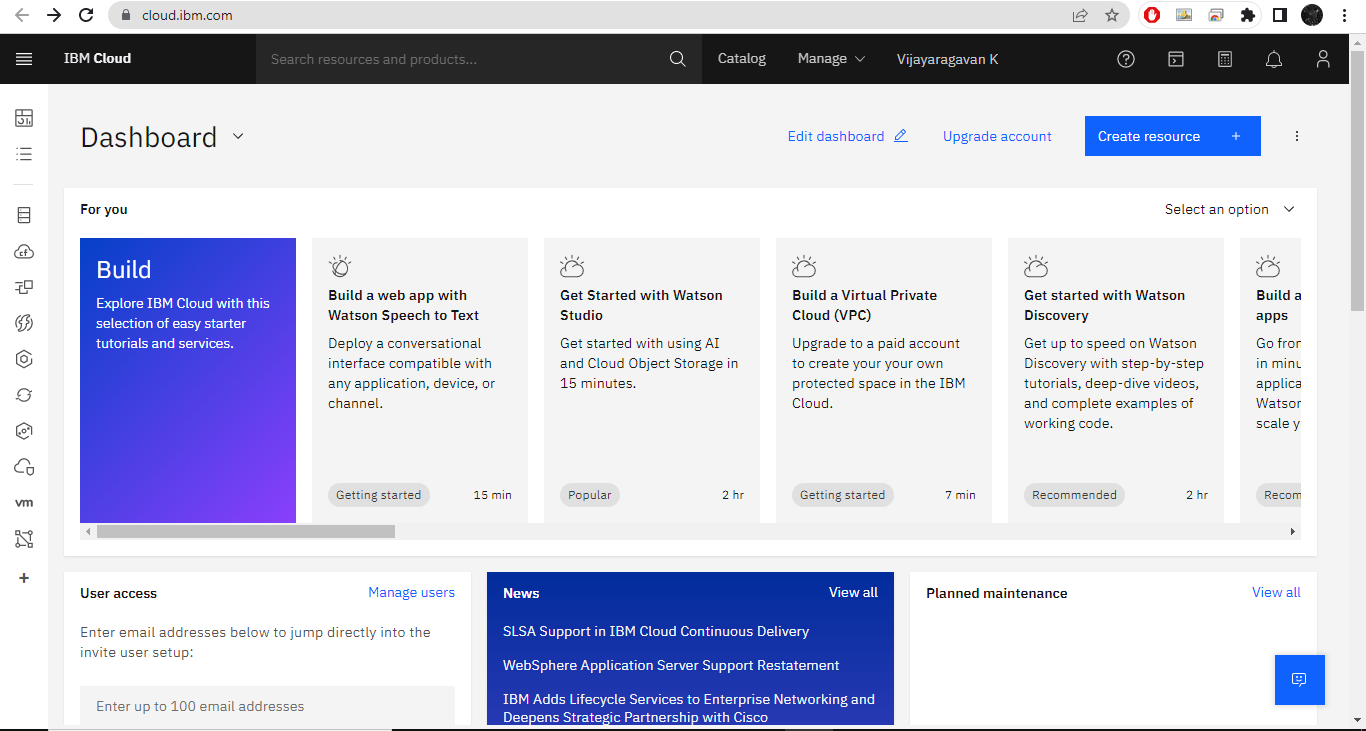 cloud.ibm.com
IBM Cloud
Search resources and products...
Catalog
Manage
Vijayaragavan K
Dashboard
Edit dashboard
Upgrade account
Create resource +
For you
Select an option
Build
Explore IBM Cloud with this
selection of easy starter
tutorials and services.
Build a web app with
Watson Speech to Text
Deploy a conversational
interface compatible with
any application, device, or
channel.
Getting started
15 min
Get Started with Watson
Studio
Get started with using AI
and Cloud Object Storage in
15 minutes.
Popular
2 hr
Build a Virtual Private
Cloud (VPC)
Upgrade to a paid account
to create your your own
protected space in the IBM
Cloud.
Getting started
7 min
Get started with Watson
Discovery
Get up to speed on Watson
Discovery with step-by-step
tutorials, deep-dive videos,
and complete examples of
working code.
Recommended
2 hr
Build a
apps
Go from
in minu
applica
Watson
scale y
Recom
cf
vm
User access
Manage users
Enter email addresses below to jump directly into the
invite user setup:
Enter up to 100 email addresses
News
View all
SLSA Support in IBM Cloud Continuous Delivery
WebSphere Application Server Support Restatement
IBM Adds Lifecycle Services to Enterprise Networking and
Deepens Strategic Partnership with Cisco
Planned maintenance
View all